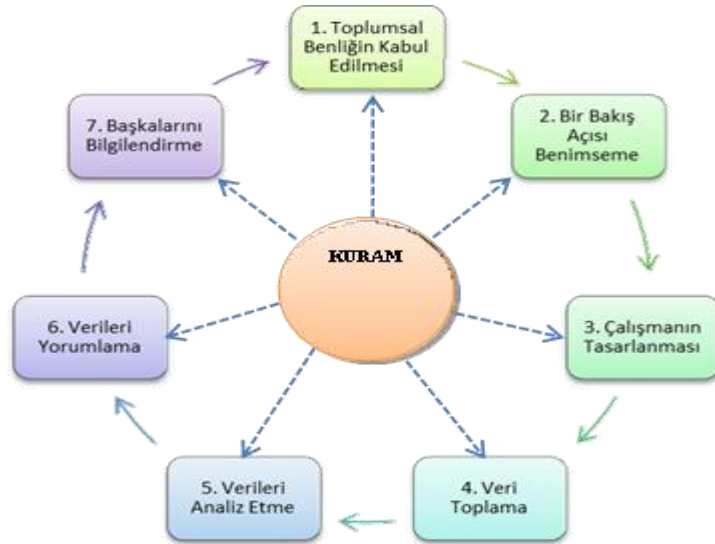 1. Toplumsal
Benliğin Kabul
Edilmesi
2. Bir Bakış
Açısı
Benimseme
3. Çalışmanın
Tasarlanması
4. Veri
Toplama
5. Verileri
Analiz Etme
6. Verileri
Yorumlama
7. Başkalarını
Bilgilendirme
KURAM